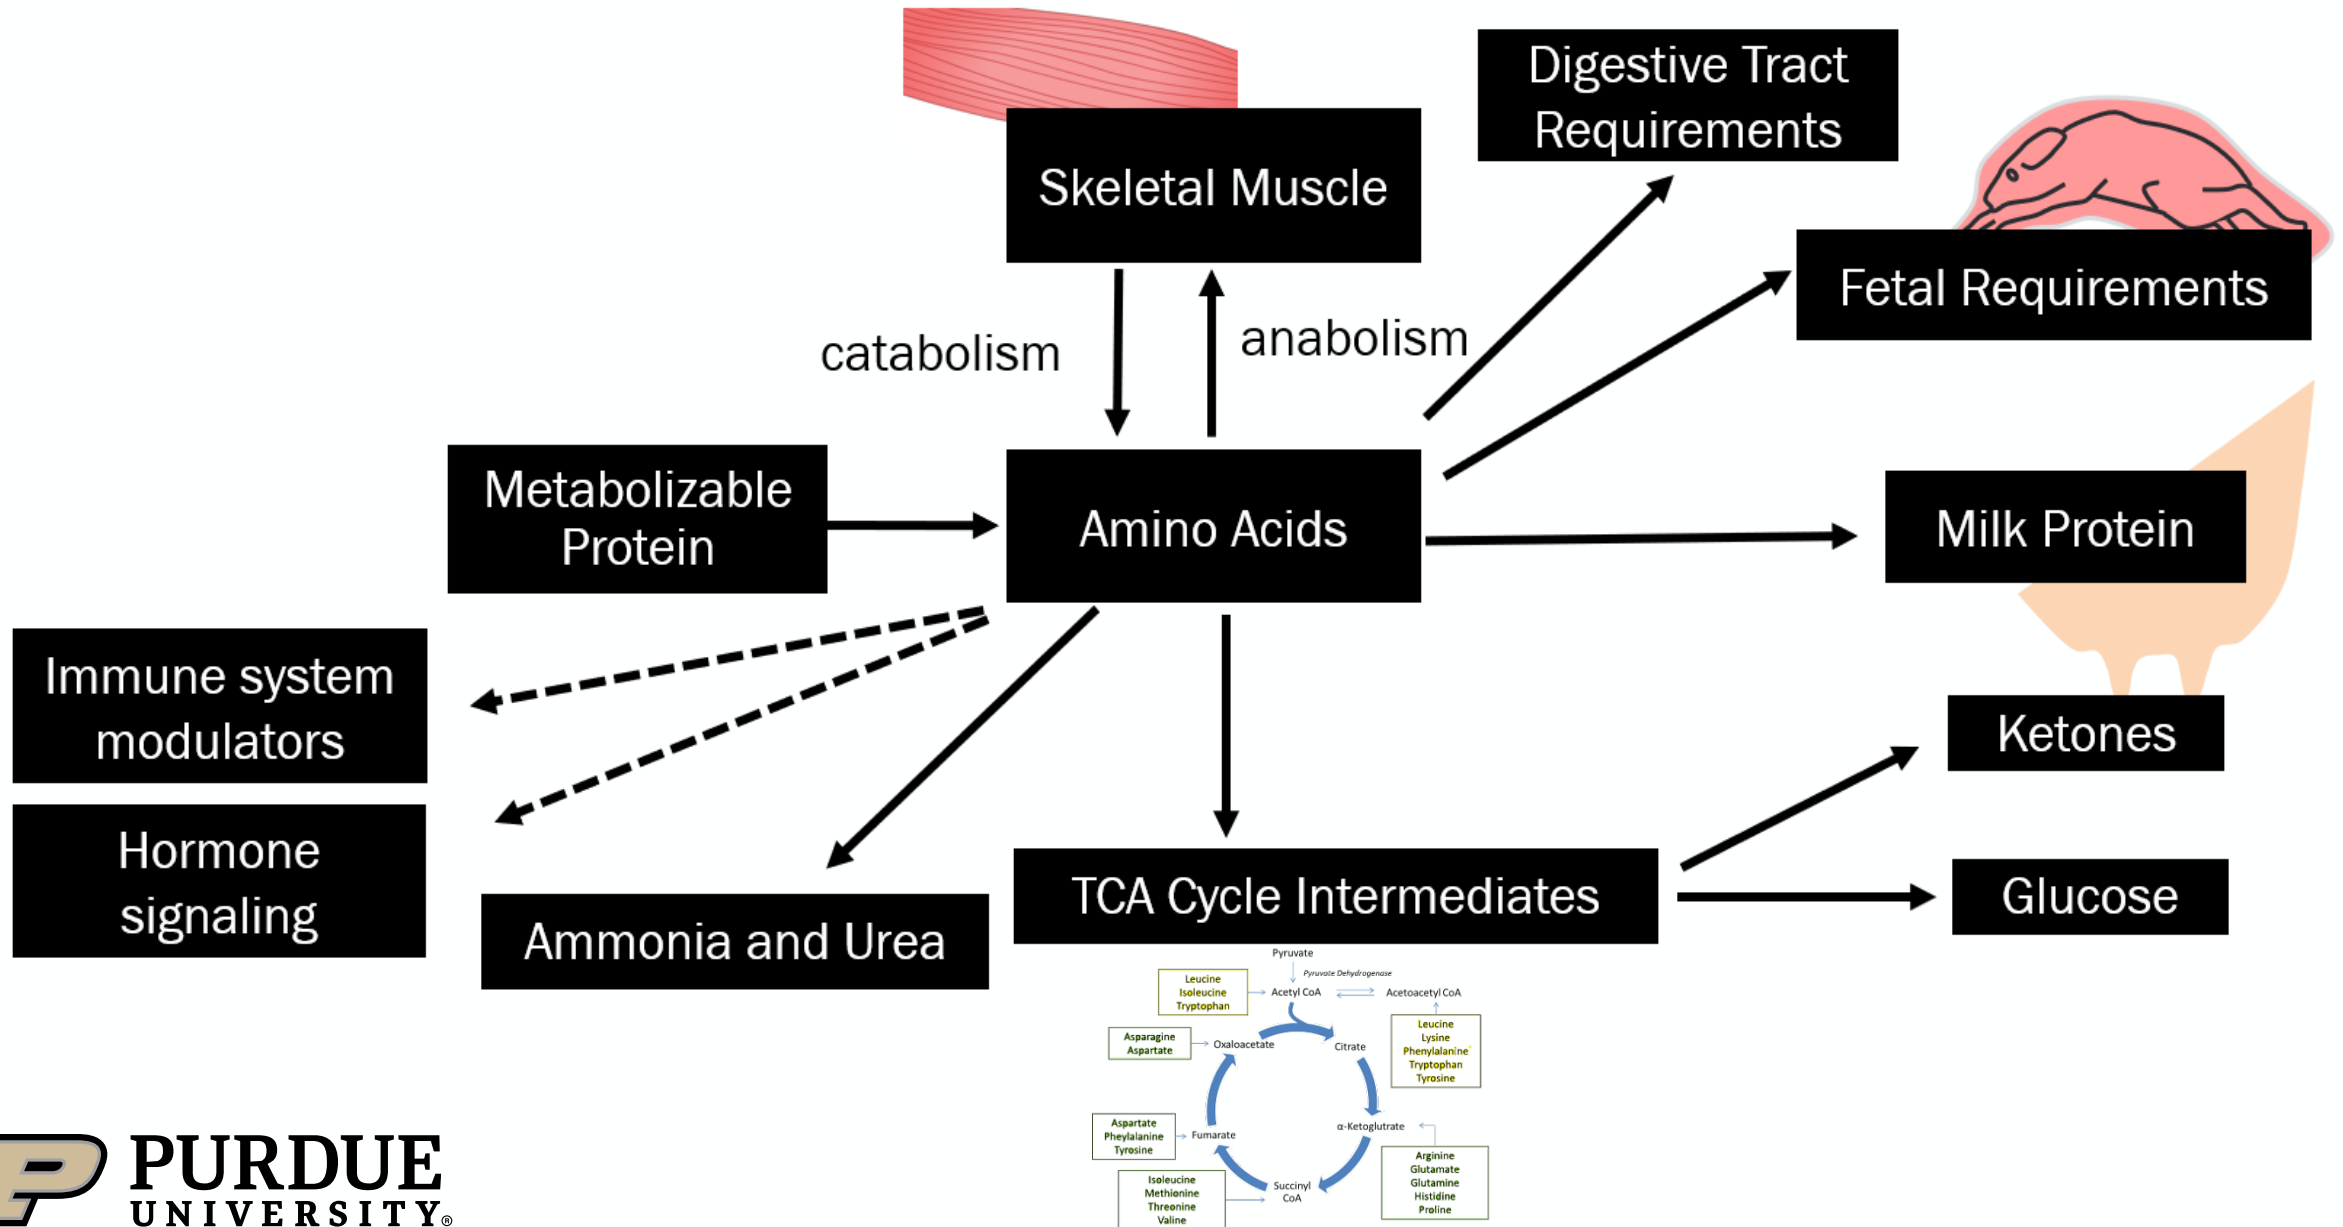 Skeletal Muscle
Digestive Tract
Requirements
Fetal Requirements
catabolism
anabolism
Metabolizable
Protein
Amino Acids
Milk Protein
Immune system
modulators
Hormone
signaling
Ammonia and Urea
TCA Cycle Intermediates
Ketones
Glucose
Pyruvate
Pyruvate Dehydrogenase
Leucine
Isoleucine
Tryptophan
Acetyl CoA
Acetoacetyl CoA
Leucine
Lysine
Phenylalanine*
Tryptophan
Tyrosine
Asparagine
Aspartate
Oxaloacetate
Citrate
Aspartate
Pheylalanine
Tyrosine
Fumarate
α-Ketoglutrate
Arginine
Glutamate
Glutamine
Histidine
Proline
Isoleucine
Methionine
Threonine
Valine
Succinyl
CoA
P
PURDUE
UNIVERSITY®